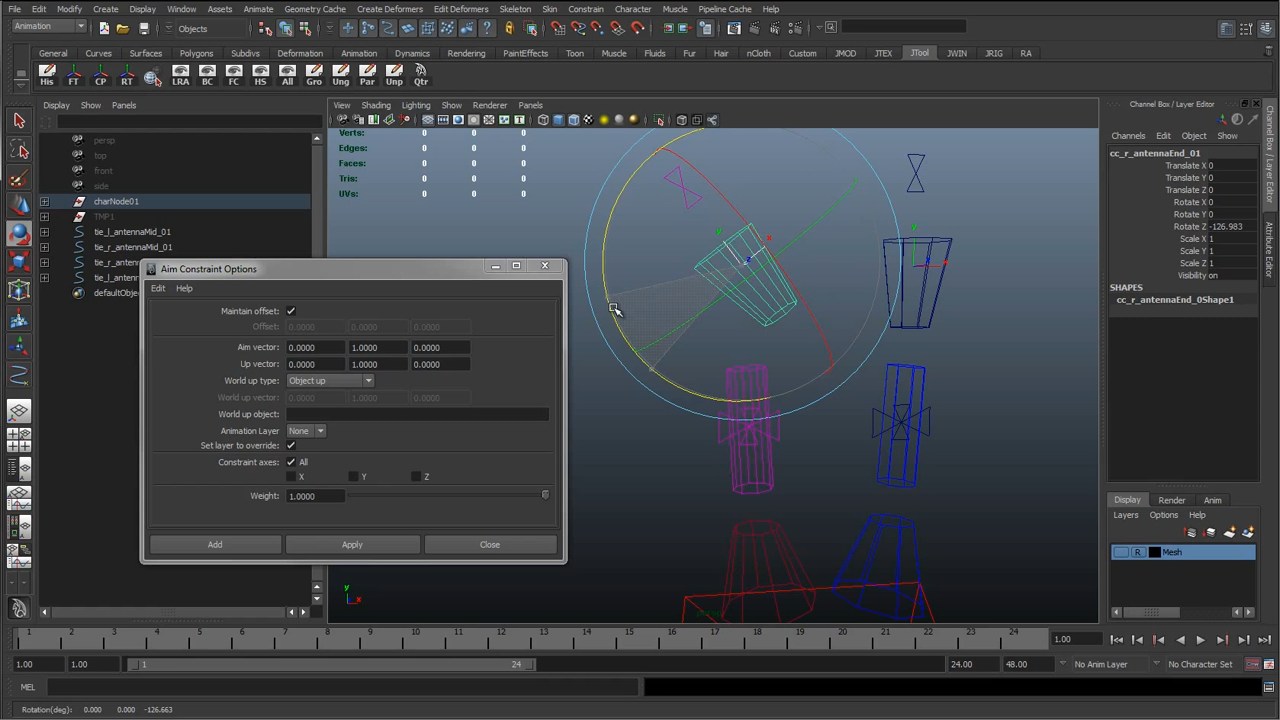 File Edit Modify Create Display Window Assets Animate Geometry Cache Create Deformers Edit Deformers Skeleton Skin Constrain Character Muscle Pipeline Cache Help
Animation Objects
General Curves Surfaces Polygons Subdivs Deformation Animation Dynamics Rendering PaintEffects Toon Muscle Fluids Fur Hair nCloth Custom JMOD JTEX JTool JWIN JRIG RA
His FT CP RT LRA BC FC HS All Gro Ung Par Unp Qtr
Display Show Panels
View Shading Lighting Show Renderer Panels
Channel Box / Layer Editor
Channels Edit Object Show
cc_r_antennaEnd_01
Translate X 0
Translate Y 0
Translate Z 0
Rotate X 0
Rotate Y 0
Rotate Z -126.983
Scale X 1
Scale Y 1
Scale Z 1
Visibility on
SHAPES
cc_r_antennaEnd_0Shape1
Channel Box / Layer Editor
Attribute Editor
persp
top
front
side
charNode01
TMP1
tie_l_antennaMid_01
tie_r_antennaMid_01
tie_r_antenn
tie_l_antenn
defaultObje
Verts: 0 0 0
Edges: 0 0 0
Faces: 0 0 0
Tris: 0 0 0
UVs: 0 0 0
y
x
z
y
y x
Aim Constraint Options
Edit Help
Maintain offset:
Offset: 0.0000 0.0000 0.0000
Aim vector: 0.0000 1.0000 0.0000
Up vector: 0.0000 1.0000 0.0000
World up type: Object up
World up vector: 0.0000 1.0000 0.0000
World up object:
Animation Layer None
Set layer to override:
Constraint axes: All
X Y Z
Weight: 1.0000
Add Apply Close
Display Render Anim
Layers Options Help
R Mesh
1 2 3 4 5 6 7 8 9 10 11 12 13 14 15 16 17 18 19 20 21 22 23 24
1.00
1.00 1.00 1 24 24.00 48.00 No Anim Layer No Character Set
MEL
Rotation(deg): 0.000 0.000 -126.663